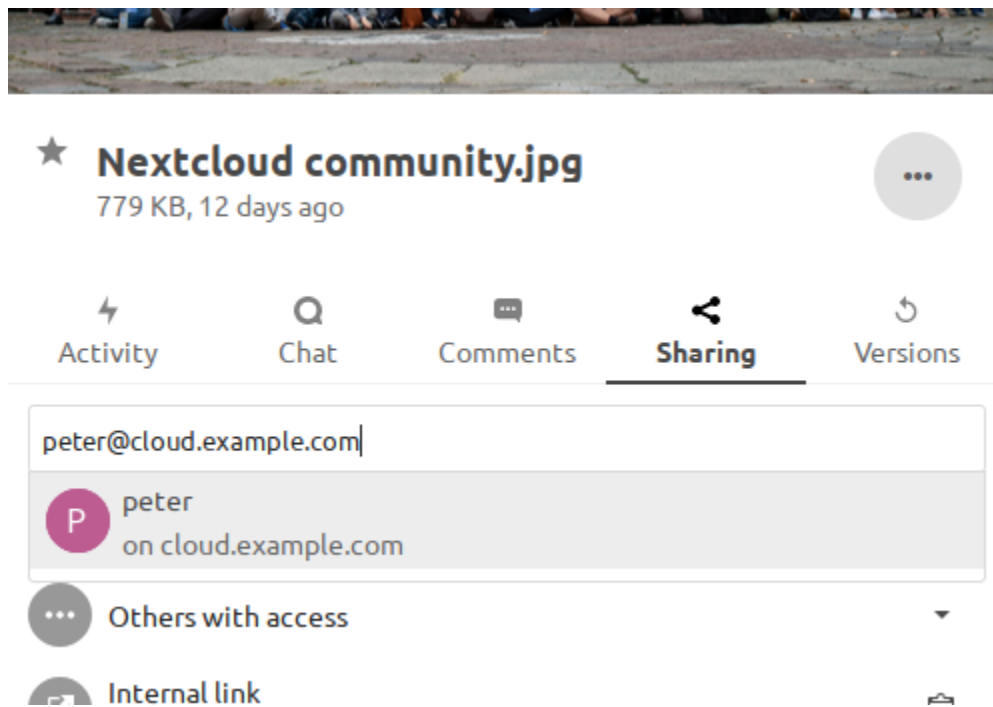 Nextcloud community.jpg
779 KB, 12 days ago
Activity
Chat
Comments
Sharing
Versions
peter@cloud.example.com
P
peter
on cloud.example.com
Others with access
Internal link